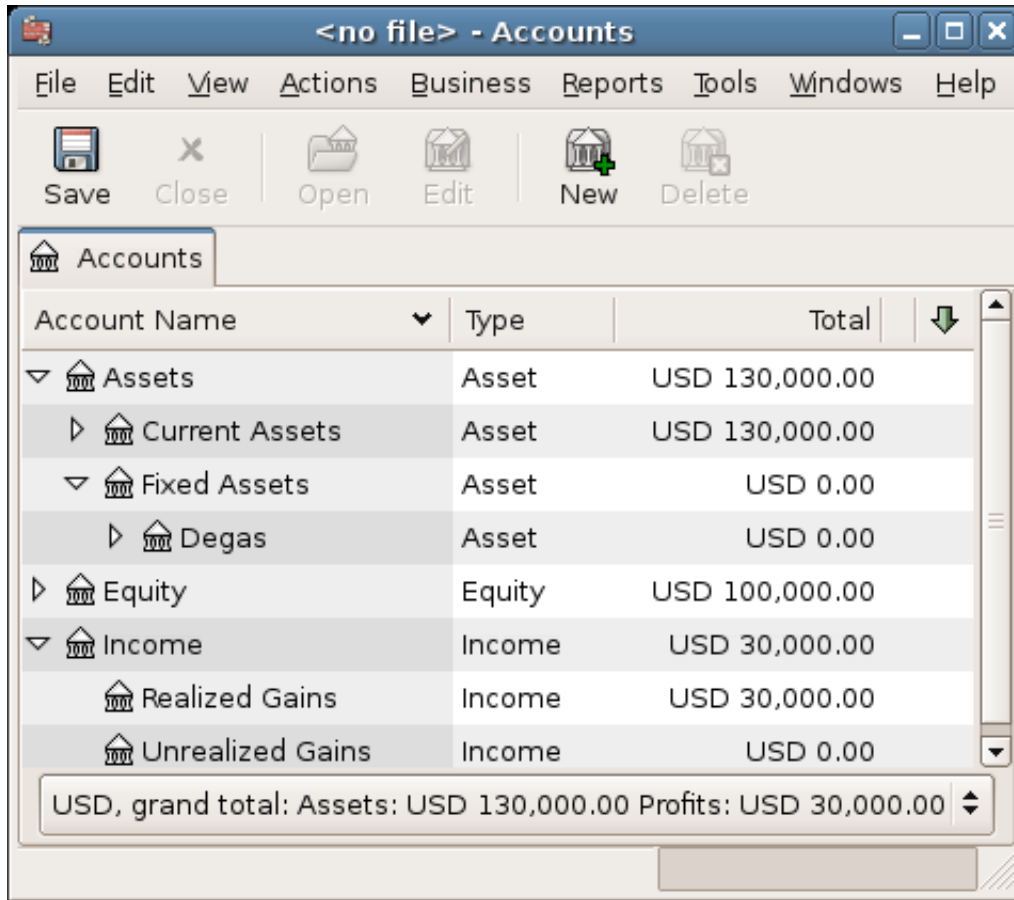 <no file> - Accounts
File Edit View Actions Business Reports Tools Windows Help
Save Close Open Edit New Delete
Accounts
Account Name Type Total
Assets Asset USD 130,000.00
Current Assets Asset USD 130,000.00
Fixed Assets Asset USD 0.00
Degas Asset USD 0.00
Equity Equity USD 100,000.00
Income Income USD 30,000.00
Realized Gains Income USD 30,000.00
Unrealized Gains Income USD 0.00
USD, grand total: Assets: USD 130,000.00 Profits: USD 30,000.00